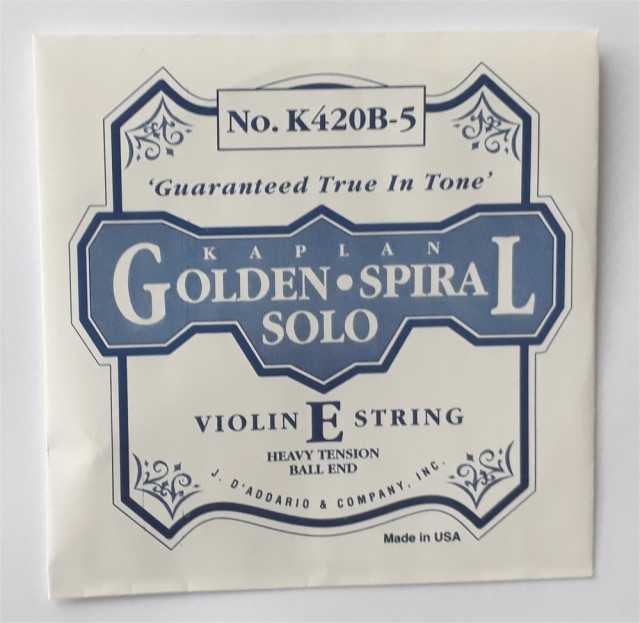 No. K420B-5
'Guaranteed True In Tone'
KAPLAN
GOLDEN • SPIRAL
SOLO
VIOLIN E STRING
HEAVY TENSION
BALL END
J. D'ADDARIO & COMPANY, INC.
Made in USA